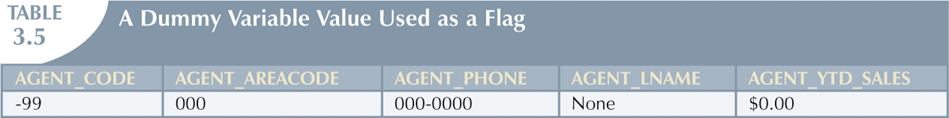 TABLE
3.5
A Dummy Variable Value Used as a Flag
AGENT_CODE AGENT_AREACODE AGENT_PHONE AGENT_LNAME AGENT_YTD_SALES
-99 000 000-0000 None $0.00